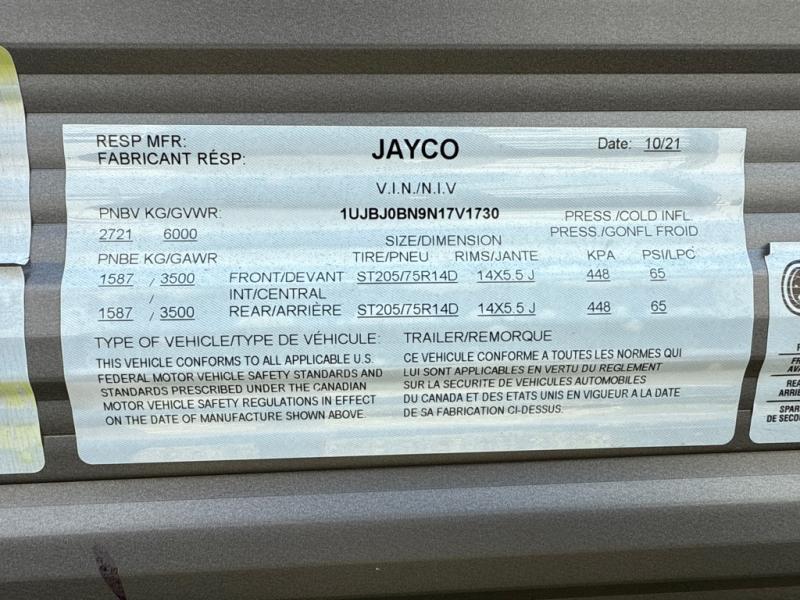 RESP MFR:
FABRICANT RÉSP:
JAYCO
Date: 10/21
V.I.N./N.I.V
PNBV KG/GVWR:
1UJBJ0BN9N17V1730
PRESS./COLD INFL.
2721 6000
PRESS./GONFL FROID
SIZE/DIMENSION
PNBE KG/GAWR
TIRE/PNEU RIMS/JANTE KPA PSI/LPC
1587 / 3500 FRONT/DEVANT ST205/75R14D 14X5.5 J 448 65
/ INT/CENTRAL
1587 / 3500 REAR/ARRIÈRE ST205/75R14D 14X5.5 J 448 65
TYPE OF VEHICLE/TYPE DE VÉHICULE: TRAILER/REMORQUE
THIS VEHICLE CONFORMS TO ALL APPLICABLE U.S.
FEDERAL MOTOR VEHICLE SAFETY STANDARDS AND
STANDARDS PRESCRIBED UNDER THE CANADIAN
MOTOR VEHICLE SAFETY REGULATIONS IN EFFECT
ON THE DATE OF MANUFACTURE SHOWN ABOVE.
CE VÉHICULE CONFORME A TOUTES LES NORMES QUI
LUI SONT APPLICABLES EN VERTU DU REGLEMENT
SUR LA SECURITE DE VEHICULES AUTOMOBILES
DU CANADA ET DES ETATS UNIS EN VIGUEUR A LA DATE
DE SA FABRICATION CI-DESSUS.
REA
ARRIÈ
SPAR
DE SECOU